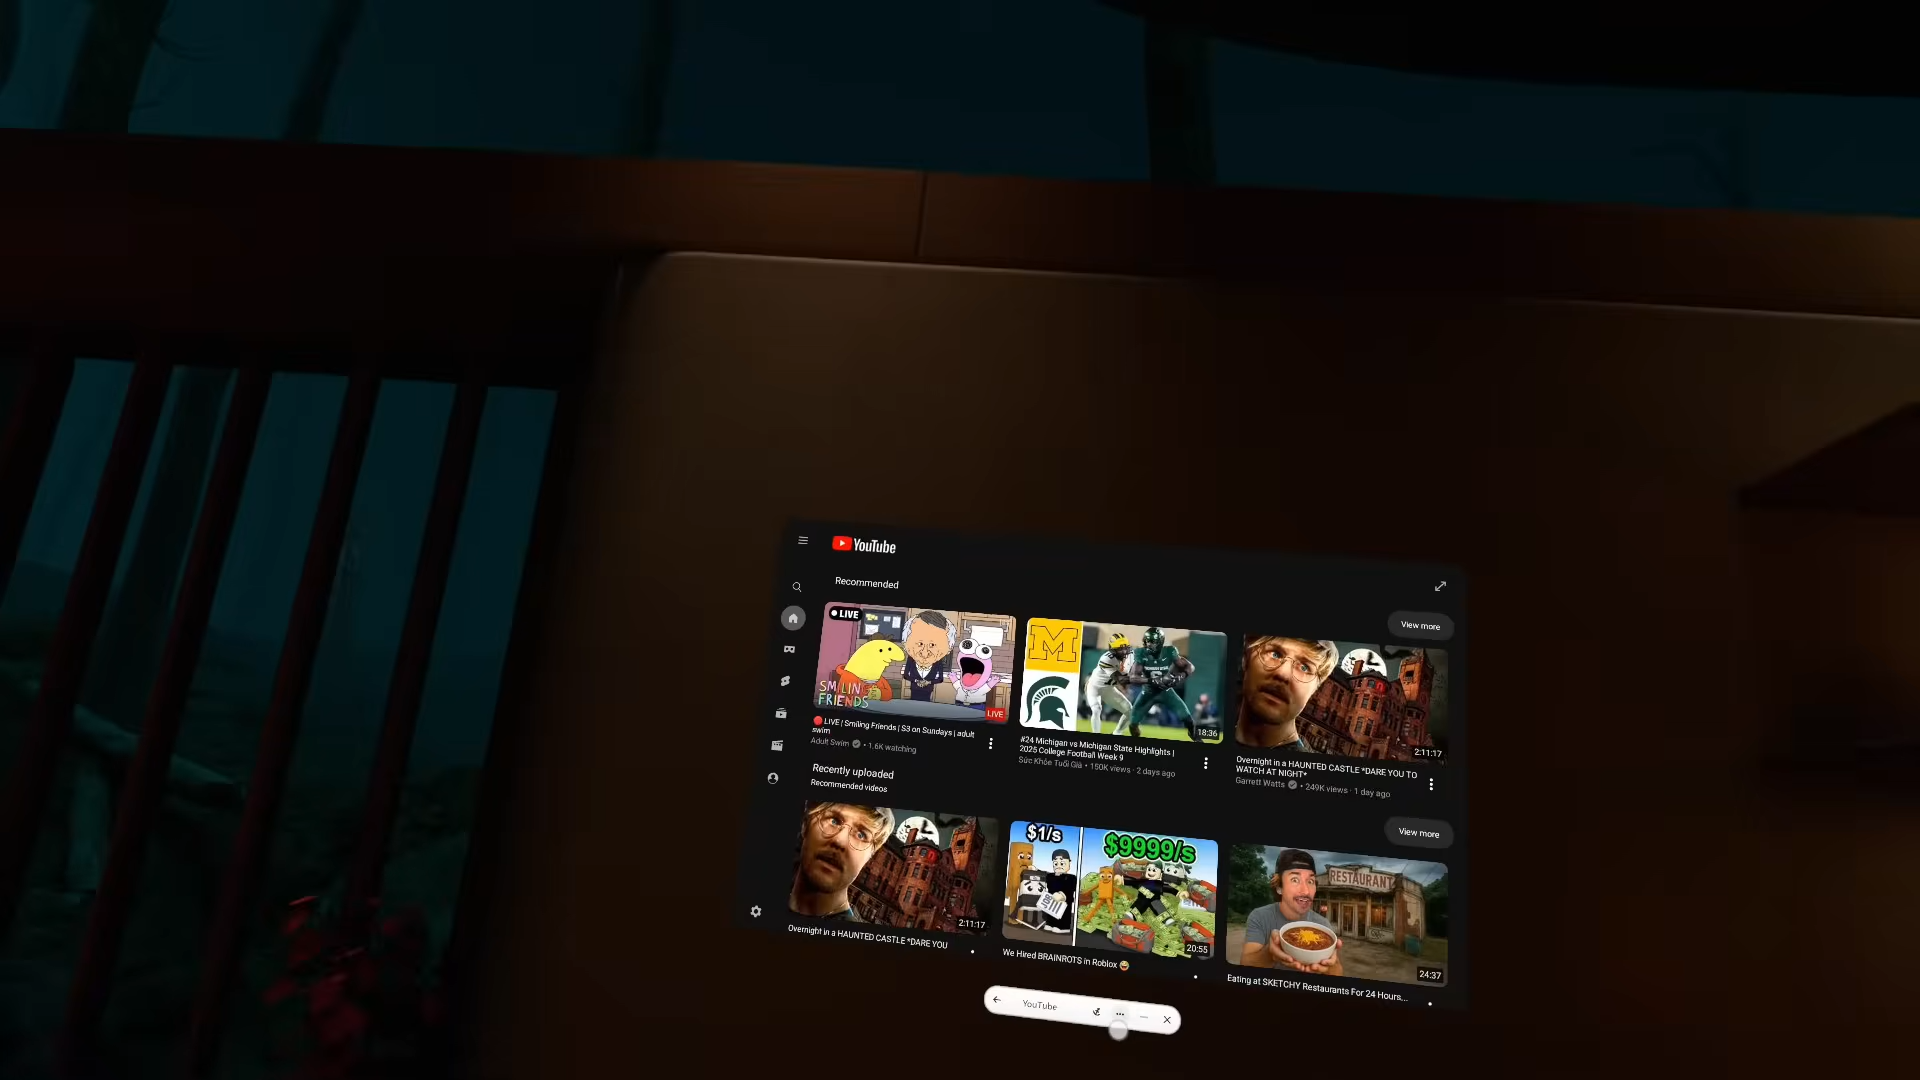 YouTube
Recommended
View more
LIVE
SMILING
FRIENDS
LIVE
M
18:36
2:11:17
LIVE | Smiling Friends | S3 on Sundays | adult
swim
Adult Swim • 1.6K watching
#24 Michigan vs Michigan State Highlights |
2025 College Football Week 9
Sức Khỏe Tuổi Già • 150K views · 2 days ago
Overnight in a HAUNTED CASTLE *DARE YOU TO
WATCH AT NIGHT*
Garrett Watts • 249K views · 1 day ago
Recently uploaded
Recommended videos
View more
2:11:17
$1/s
$9999/s
JOB
20:55
RESTAURANT
24:37
Overnight in a HAUNTED CASTLE *DARE YOU
We Hired BRAINROTS in Roblox 😂
Eating at SKETCHY Restaurants For 24 Hours...
YouTube